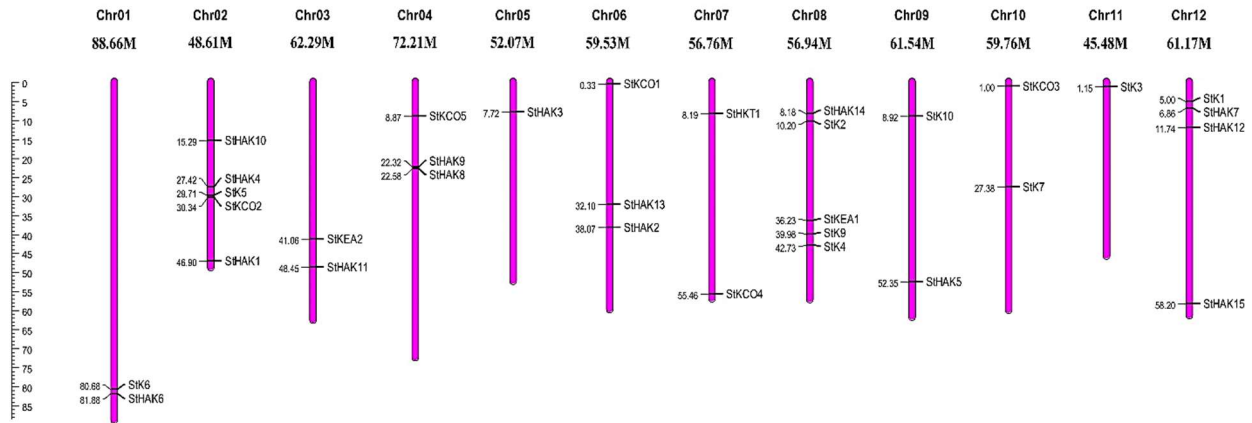 Chr01 Chr02 Chr03 Chr04 Chr05 Chr06 Chr07 Chr08 Chr09 Chr10 Chr11 Chr12
88.66M 48.61M 62.29M 72.21M 52.07M 59.53M 56.76M 56.94M 61.54M 59.76M 45.48M 61.17M
0
5
10
15
20
25
30
35
40
45
50
55
60
65
70
75
80
85
80.68 StK6
81.88 StHAK6
15.29 StHAK10
27.42 StHAK4
29.71 StK5
30.34 StKCO2
46.90 StHAK1
41.06 StKEA2
48.45 StHAK11
8.87 StKCO5
22.32 StHAK9
22.58 StHAK8
7.72 StHAK3
0.33 StKCO1
32.10 StHAK13
38.07 StHAK2
8.19 StHKT1
55.46 StKCO4
8.18 StHAK14
10.20 StK2
36.23 StKEA1
39.98 StK9
42.73 StK4
8.92 StK10
52.35 StHAK5
1.00 StKCO3
27.38 StK7
1.15 StK3
5.00 StK1
6.86 StHAK7
11.74 StHAK12
58.20 StHAK15